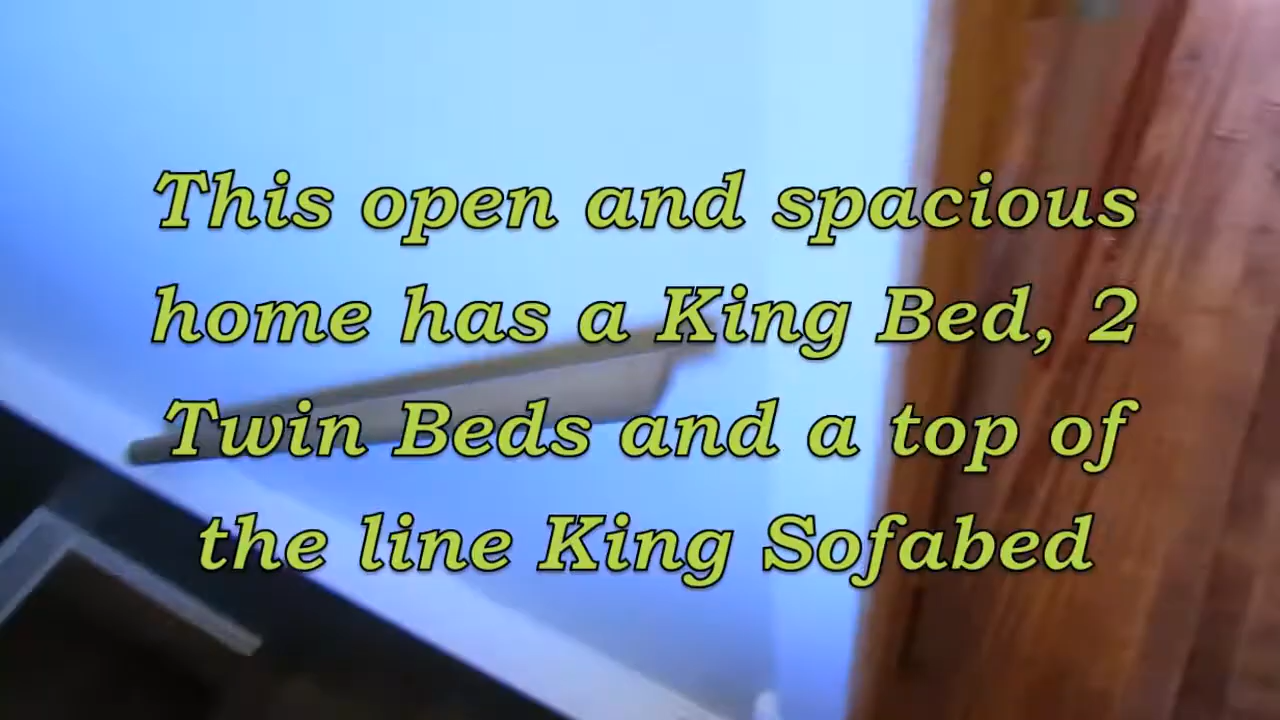 This open and spacious
home has a King Bed, 2
Twin Beds and a top of
the line King Sofabed